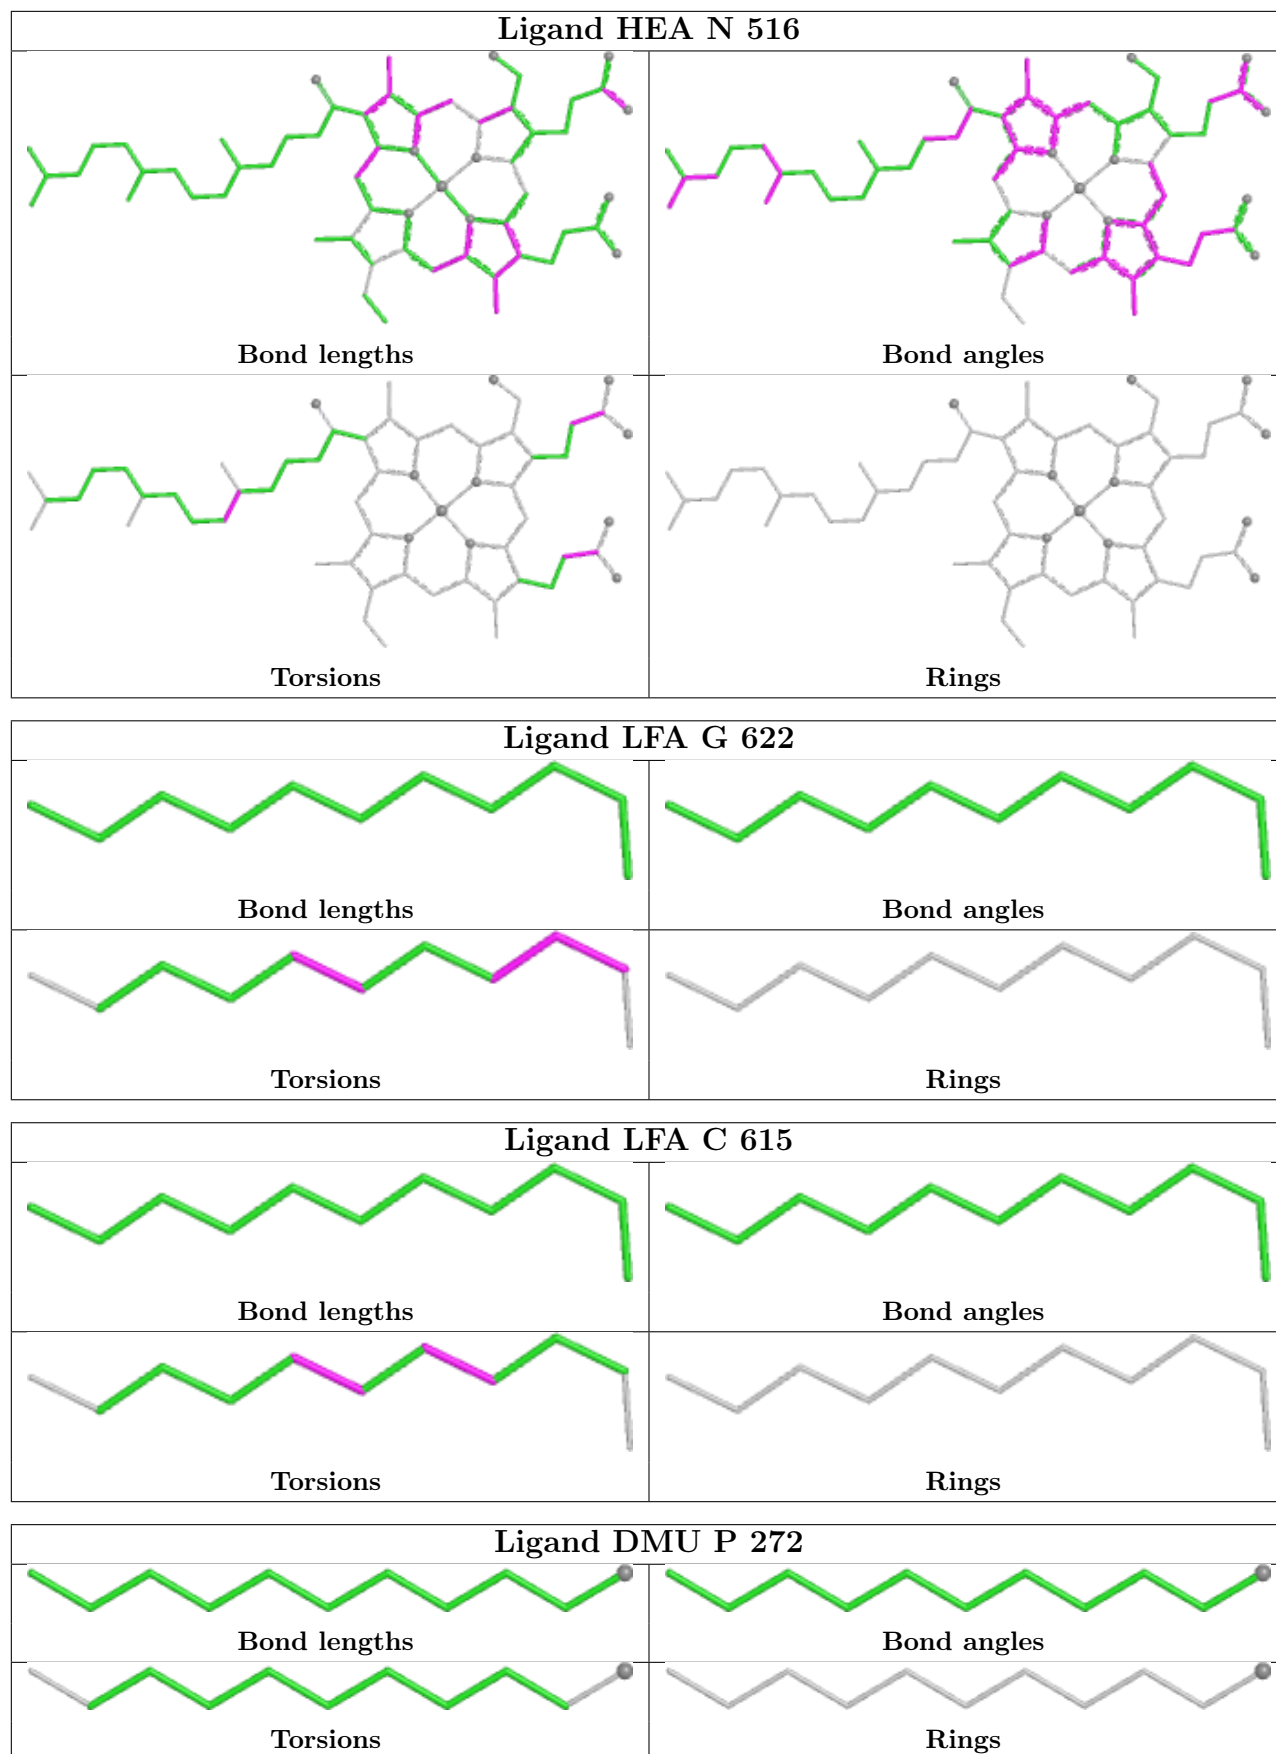 Ligand HEA N 516
Bond lengths
Bond angles
Torsions
Rings
Ligand LFA G 622
Bond lengths
Bond angles
Torsions
Rings
Ligand LFA C 615
Bond lengths
Bond angles
Torsions
Rings
Ligand DMU P 272
Bond lengths
Bond angles
Torsions
Rings